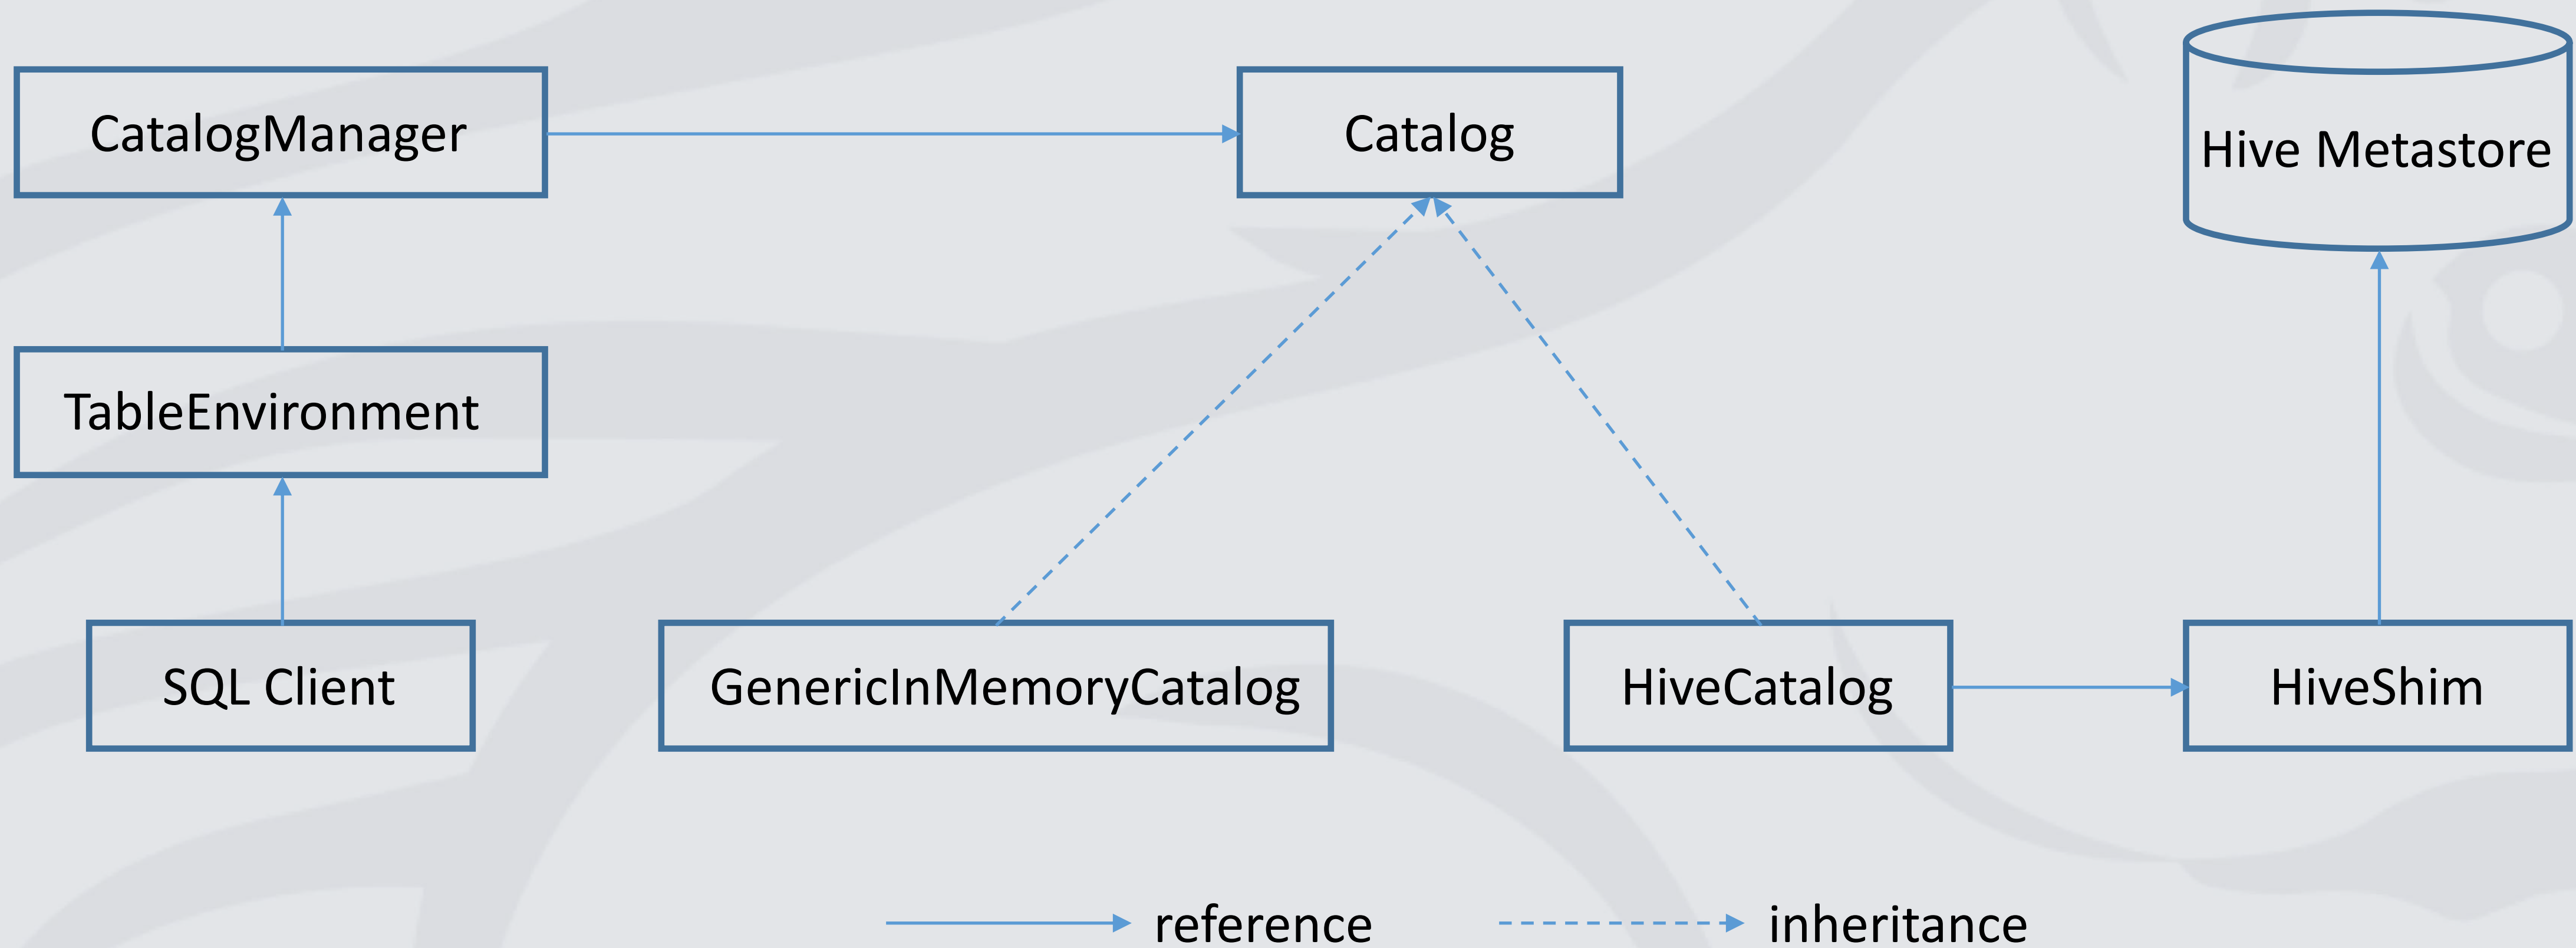 CatalogManager
Catalog
Hive Metastore
TableEnvironment
SQL Client
GenericInMemoryCatalog
HiveCatalog
HiveShim
reference
inheritance